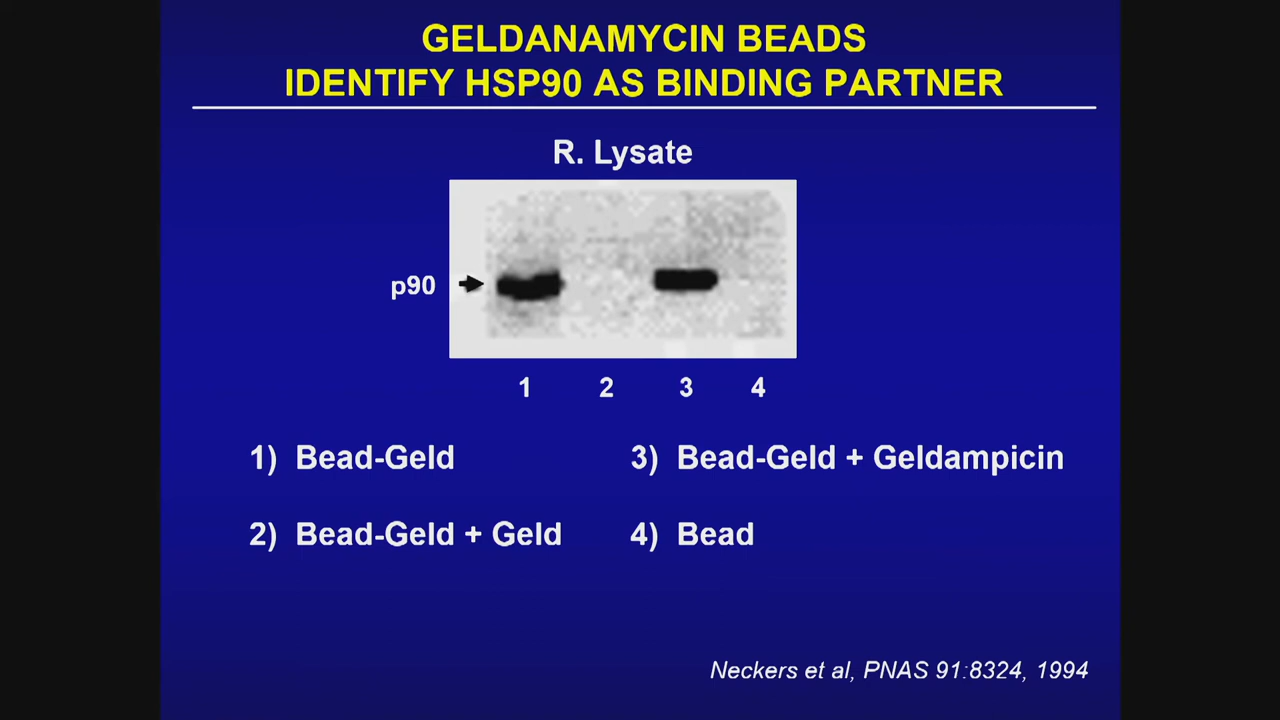 GELDANAMYCIN BEADS
IDENTIFY HSP90 AS BINDING PARTNER
R. Lysate
p90
1 2 3 4
1) Bead-Geld
3) Bead-Geld + Geldampicin
2) Bead-Geld + Geld
4) Bead
Neckers et al, PNAS 91:8324, 1994